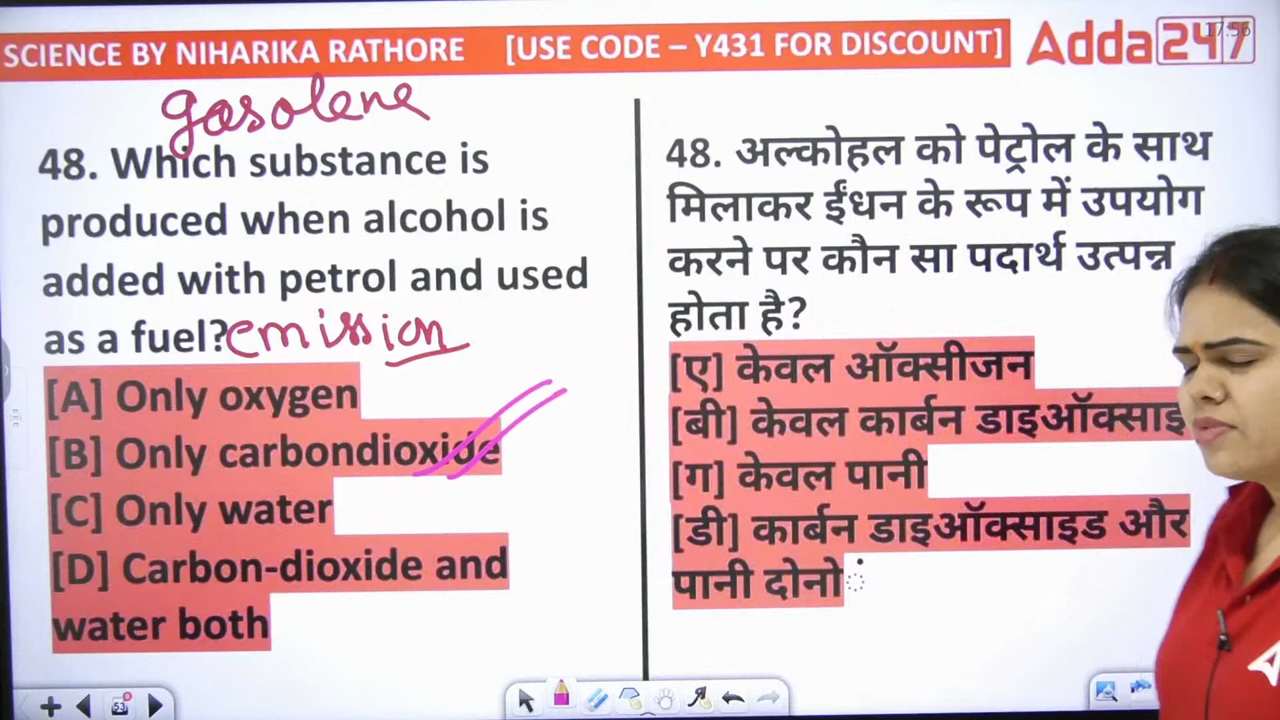 SCIENCE BY NIHARIKA RATHORE [USE CODE – Y431 FOR DISCOUNT]
Adda247
17:56
gasolene
48. Which substance is
produced when alcohol is
added with petrol and used
as a fuel? emission
[A] Only oxygen
[B] Only carbondioxide
[C] Only water
[D] Carbon-dioxide and
water both
48. अल्कोहल को पेट्रोल के साथ
मिलाकर ईंधन के रूप में उपयोग
करने पर कौन सा पदार्थ उत्पन्न
होता है?
[ए] केवल ऑक्सीजन
[बी] केवल कार्बन डाइऑक्साइ
[ग] केवल पानी
[डी] कार्बन डाइऑक्साइड और
पानी दोनो ं
53